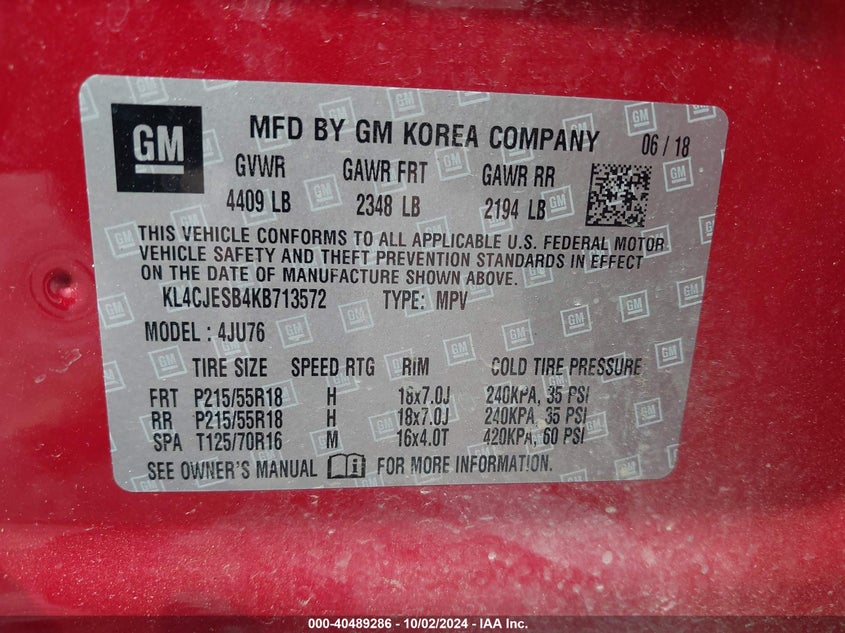 GM MFD BY GM KOREA COMPANY 06 / 18
GVWR GAWR FRT GAWR RR
4409 LB 2348 LB 2194 LB
THIS VEHICLE CONFORMS TO ALL APPLICABLE U.S. FEDERAL MOTOR
VEHICLE SAFETY AND THEFT PREVENTION STANDARDS IN EFFECT
ON THE DATE OF MANUFACTURE SHOWN ABOVE.
KL4CJESB4KB713572 TYPE: MPV
MODEL : 4JU76
TIRE SIZE SPEED RTG RIM COLD TIRE PRESSURE
FRT P215/55R18 H 18x7.0J 240KPA, 35 PSI
RR P215/55R18 H 18x7.0J 240KPA, 35 PSI
SPA T125/70R16 M 16x4.0T 420KPA, 60 PSI
SEE OWNER'S MANUAL FOR MORE INFORMATION.
000-40489286 - 10/02/2024 - IAA Inc.